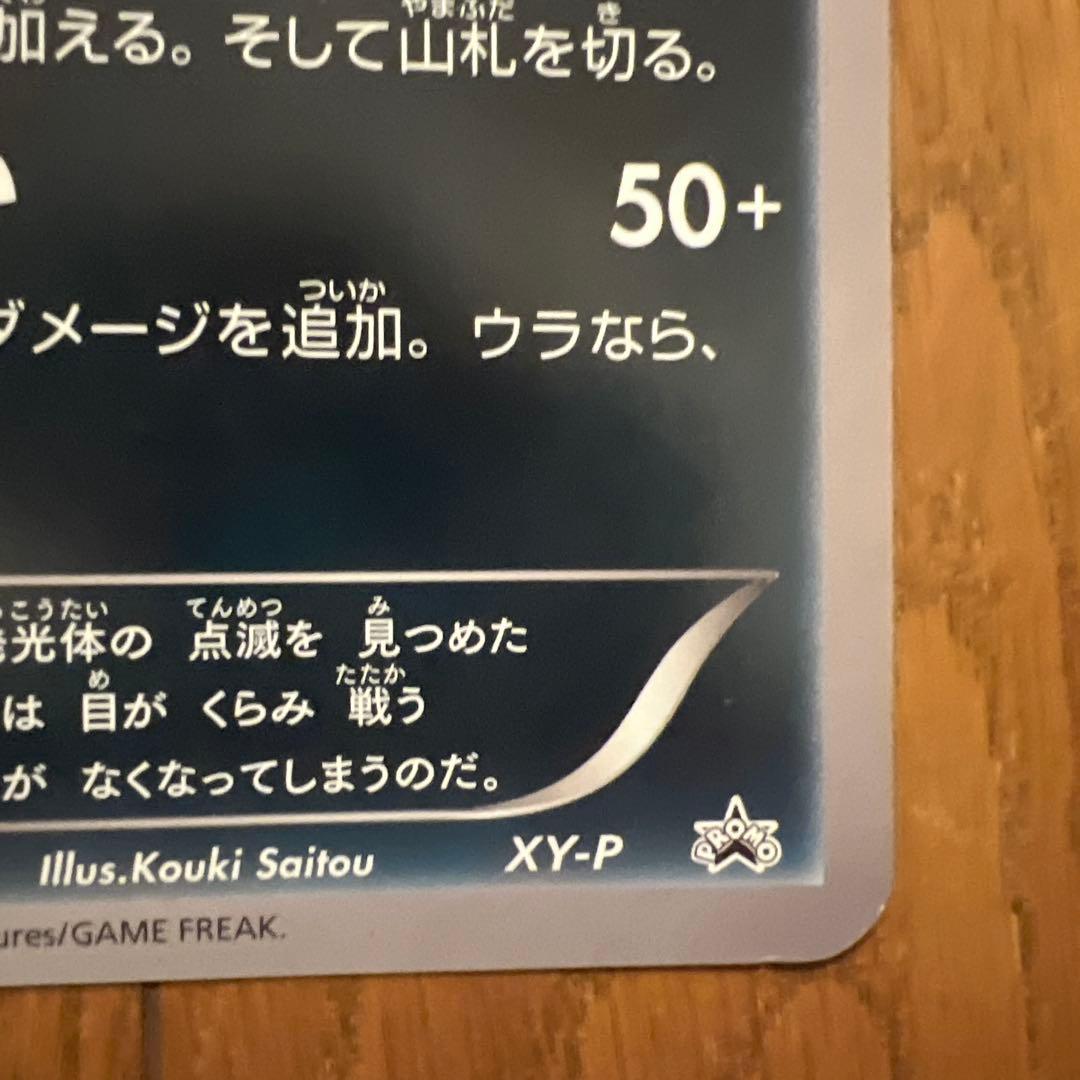 加える。そして山札を切る。
50+
ダメージを追加。ウラなら、
光体の 点滅を 見つめた
は 目が くらみ 戦う
が なくなってしまうのだ。
Illus.Kouki Saitou XY-P PROMO
ures/GAME FREAK.